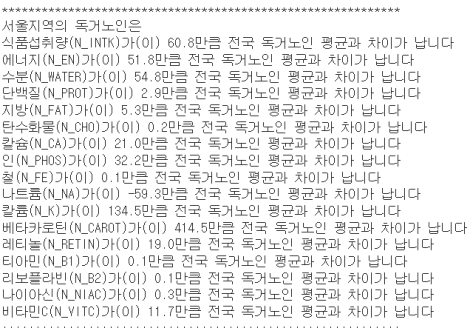 ************************************************************
서울지역의 독거노인은
식품섭취량(N_INTK)가(이) 60.8만큼 전국 독거노인 평균과 차이가 납니다
에너지(N_EN)가(이) 51.8만큼 전국 독거노인 평균과 차이가 납니다
수분(N_WATER)가(이) 54.8만큼 전국 독거노인 평균과 차이가 납니다
단백질(N_PROT)가(이) 2.9만큼 전국 독거노인 평균과 차이가 납니다
지방(N_FAT)가(이) 5.3만큼 전국 독거노인 평균과 차이가 납니다
탄수화물(N_CHO)가(이) 0.2만큼 전국 독거노인 평균과 차이가 납니다
칼슘(N_CA)가(이) 21.0만큼 전국 독거노인 평균과 차이가 납니다
인(N_PHOS)가(이) 32.2만큼 전국 독거노인 평균과 차이가 납니다
철(N_FE)가(이) 0.1만큼 전국 독거노인 평균과 차이가 납니다
나트륨(N_NA)가(이) -59.3만큼 전국 독거노인 평균과 차이가 납니다
칼륨(N_K)가(이) 134.5만큼 전국 독거노인 평균과 차이가 납니다
베타카로틴(N_CAROT)가(이) 414.5만큼 전국 독거노인 평균과 차이가 납니다
레티놀(N_RETIN)가(이) 19.0만큼 전국 독거노인 평균과 차이가 납니다
티아민(N_B1)가(이) 0.1만큼 전국 독거노인 평균과 차이가 납니다
리보플라빈(N_B2)가(이) 0.1만큼 전국 독거노인 평균과 차이가 납니다
나이아신(N_NIAC)가(이) 0.3만큼 전국 독거노인 평균과 차이가 납니다
비타민C(N_VITC)가(이) 11.7만큼 전국 독거노인 평균과 차이가 납니다